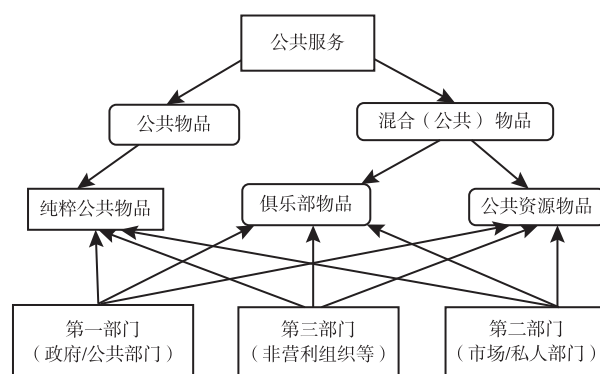 公共服务
公共物品
混合（公共）物品
纯粹公共物品
俱乐部物品
公共资源物品
第一部门
（政府/公共部门）
第三部门
（非营利组织等）
第二部门
（市场/私人部门）